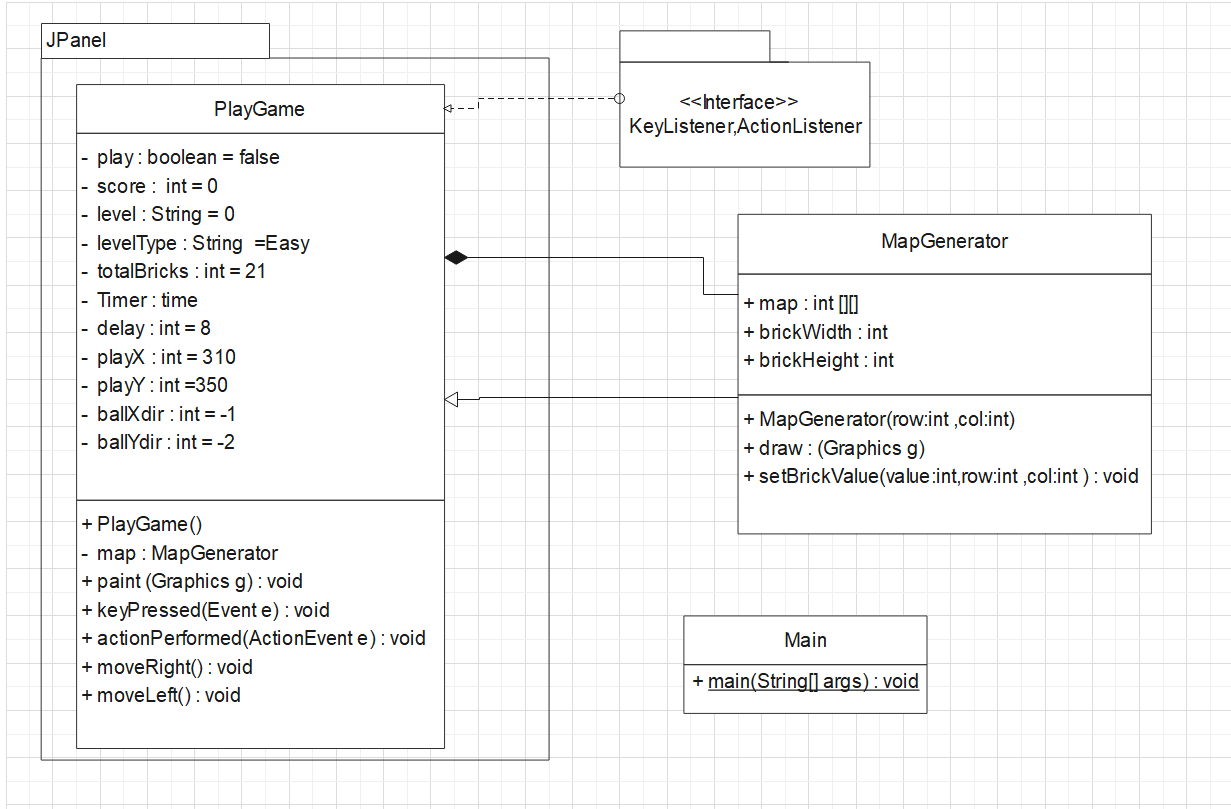 JPanel
PlayGame
- play : boolean = false
- score : int = 0
- level : String = 0
- levelType : String =Easy
- totalBricks : int = 21
- Timer : time
- delay : int = 8
- playX : int = 310
- playY : int =350
- ballXdir : int = -1
- ballYdir : int = -2
+ PlayGame()
- map : MapGenerator
+ paint (Graphics g) : void
+ keyPressed(Event e) : void
+ actionPerformed(ActionEvent e) : void
+ moveRight() : void
+ moveLeft() : void
<<Interface>>
KeyListener,ActionListener
MapGenerator
+ map : int [][]
+ brickWidth : int
+ brickHeight : int
+ MapGenerator(row:int ,col:int)
+ draw : (Graphics g)
+ setBrickValue(value:int,row:int ,col:int ) : void
Main
+ main(String[] args) : void